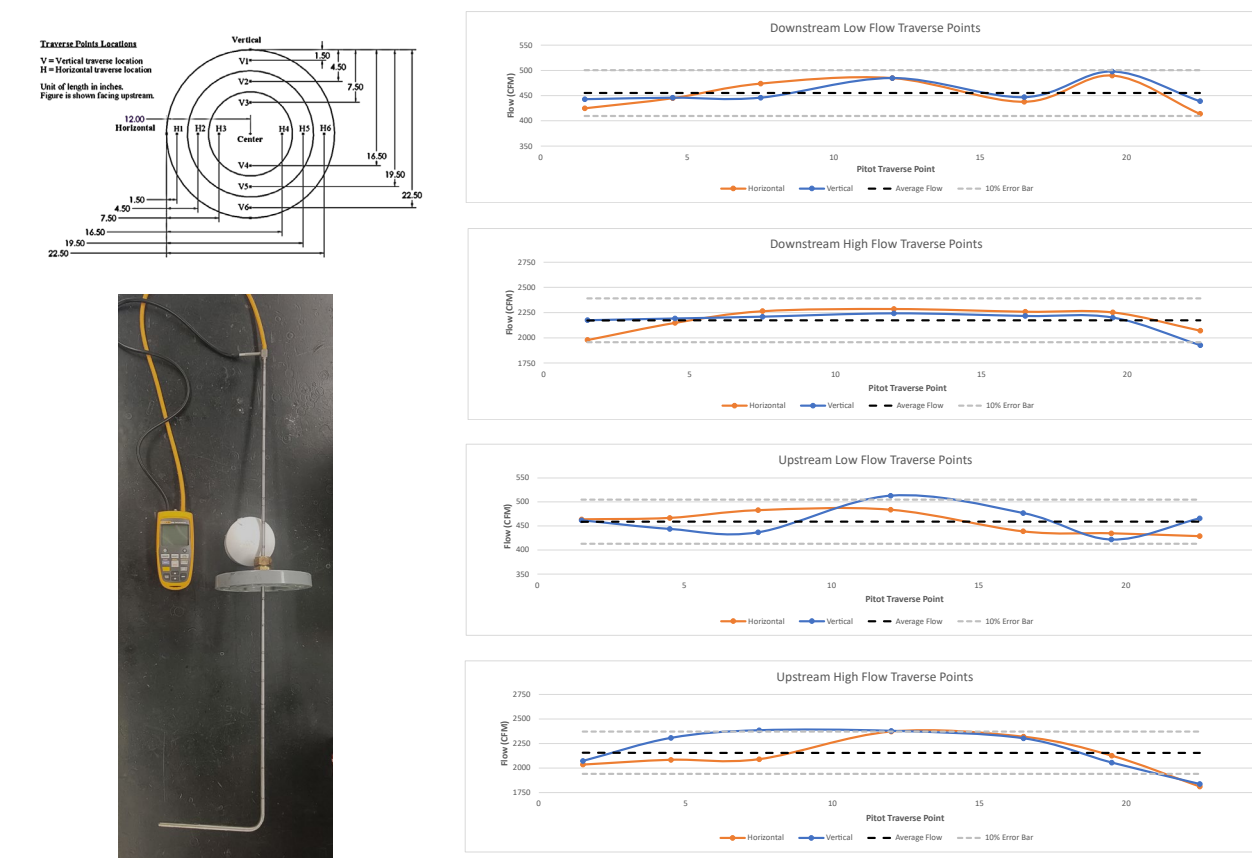 Traverse Points Locations
V = Vertical traverse location
H = Horizontal traverse location
Unit of length in inches.
Figure is shown facing upstream.
Vertical
V1
1.50
4.50
V2
7.50
V3
12.00
Horizontal
H1 H2 H3 H4 H5 H6
Center
V4
16.50
V5
19.50
V6
22.50
1.50
4.50
7.50
16.50
19.50
22.50
Downstream Low Flow Traverse Points
Flow (CFM)
550
500
450
400
350
0 5 10 15 20
Pitot Traverse Point
Horizontal Vertical Average Flow 10% Error Bar
Downstream High Flow Traverse Points
Flow (CFM)
2750
2500
2250
2000
1750
0 5 10 15 20
Pitot Traverse Point
Horizontal Vertical Average Flow 10% Error Bar
Upstream Low Flow Traverse Points
Flow (CFM)
550
500
450
400
350
0 5 10 15 20
Pitot Traverse Point
Horizontal Vertical Average Flow 10% Error Bar
Upstream High Flow Traverse Points
Flow (CFM)
2750
2500
2250
2000
1750
0 5 10 15 20
Pitot Traverse Point
Horizontal Vertical Average Flow 10% Error Bar